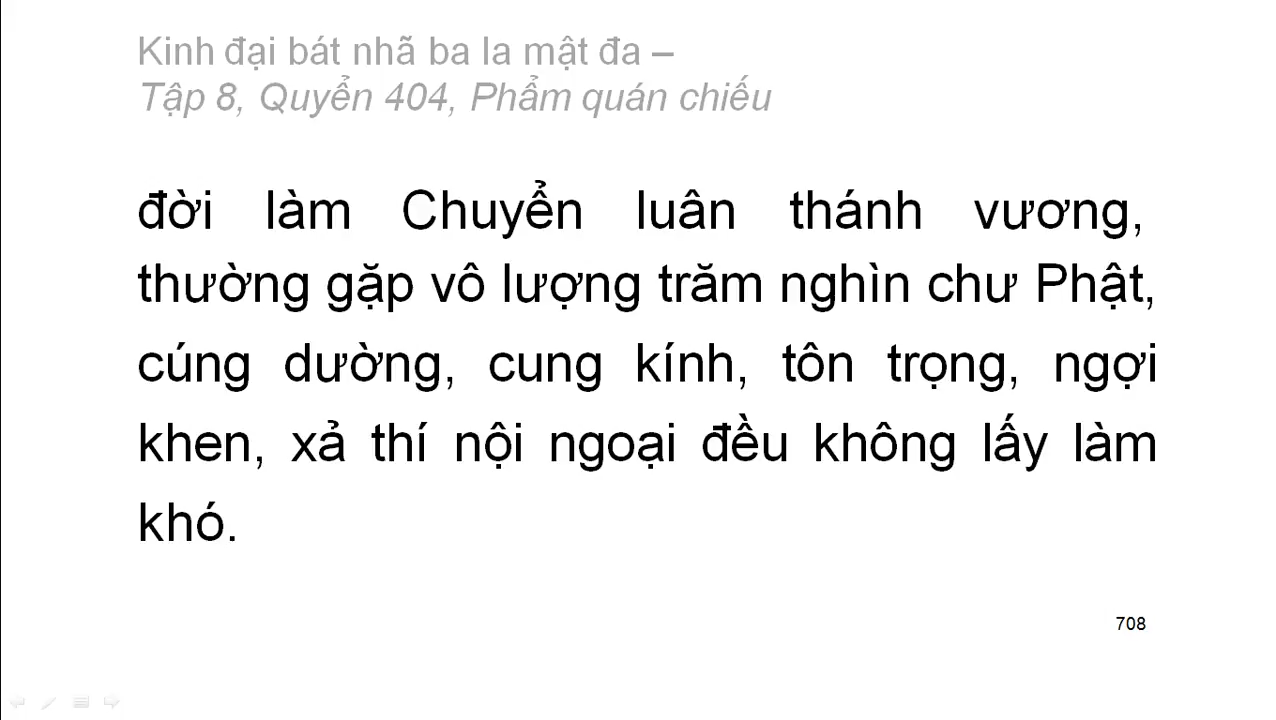 Kinh đại bát nhã ba la mật đa –
Tập 8, Quyển 404, Phẩm quán chiếu
đời làm Chuyển luân thánh vương,
thường gặp vô lượng trăm nghìn chư Phật,
cúng dường, cung kính, tôn trọng, ngợi
khen, xả thí nội ngoại đều không lấy làm
khó.
708